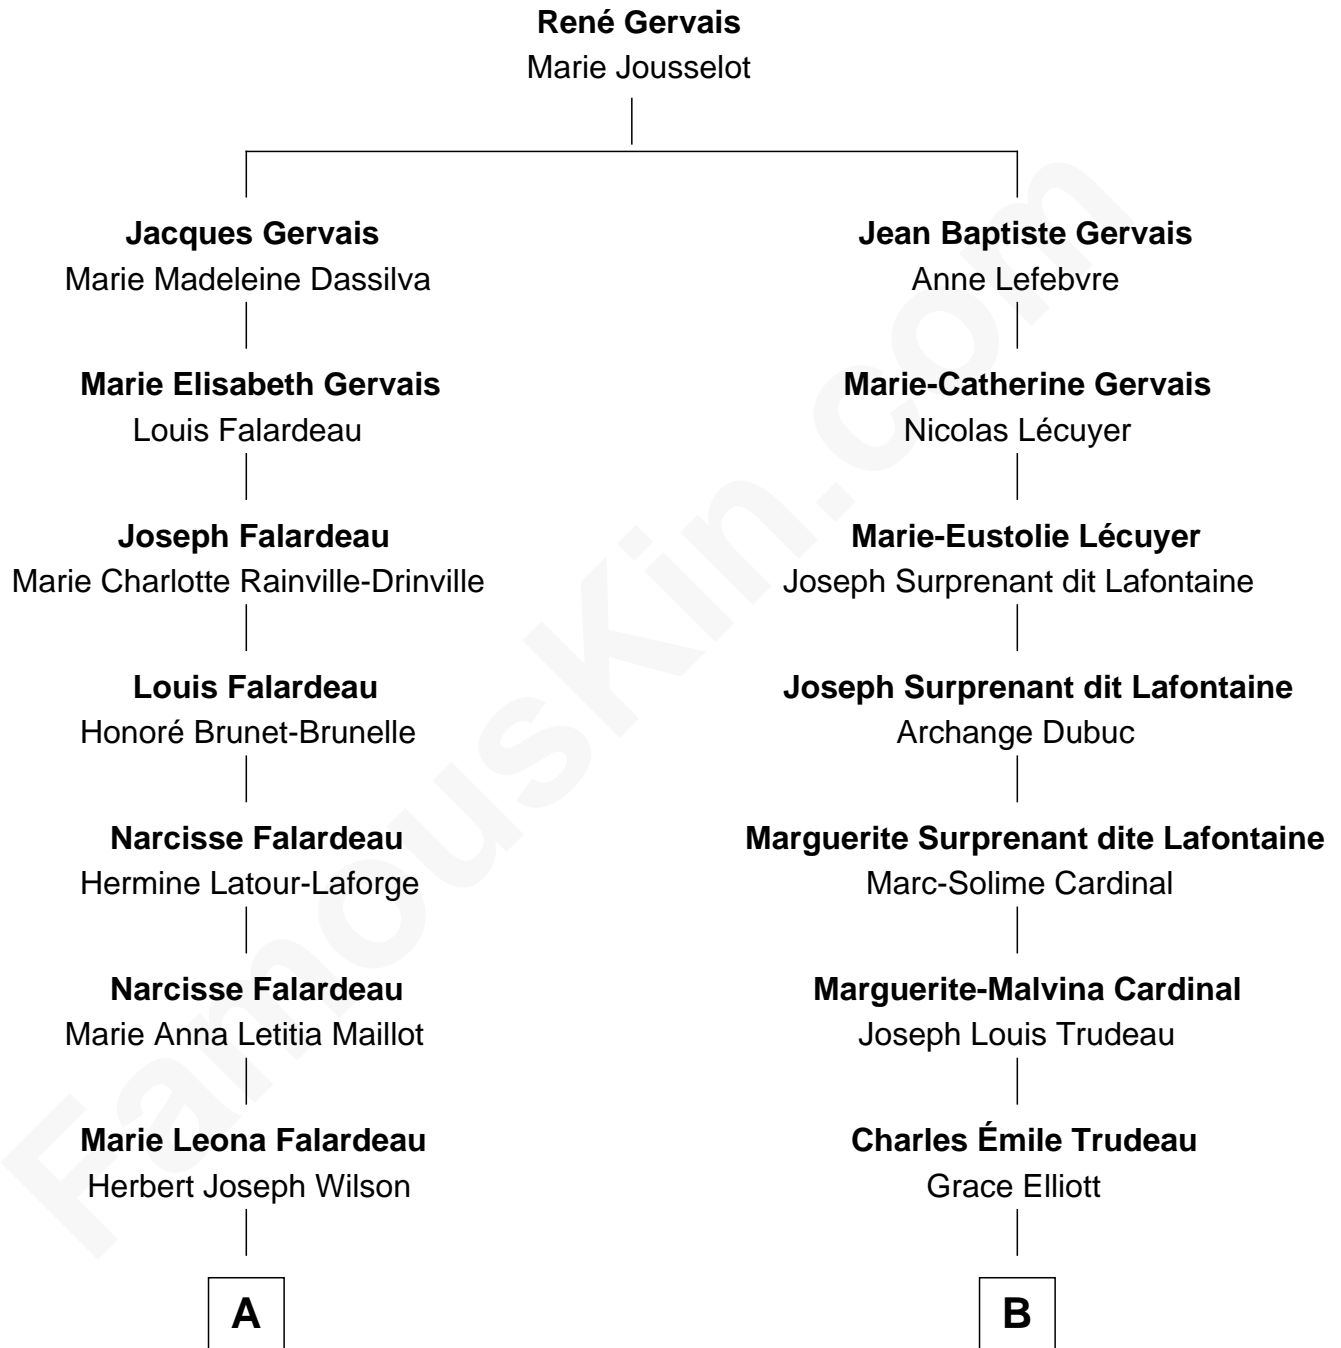 René Gervais
Marie Jousselot
Jacques Gervais
Marie Madeleine Dassilva
Jean Baptiste Gervais
Anne Lefebvre
Marie Elisabeth Gervais
Louis Falardeau
Marie-Catherine Gervais
Nicolas Lécuyer
Joseph Falardeau
Marie Charlotte Rainville-Drinville
Marie-Eustolie Lécuyer
Joseph Surprenant dit Lafontaine
Louis Falardeau
Honoré Brunet-Brunelle
Joseph Surprenant dit Lafontaine
Archange Dubuc
Narcisse Falardeau
Hermine Latour-Laforge
Marguerite Surprenant dite Lafontaine
Marc-Solime Cardinal
Narcisse Falardeau
Marie Anna Letitia Maillot
Marguerite-Malvina Cardinal
Joseph Louis Trudeau
Marie Leona Falardeau
Herbert Joseph Wilson
Charles Émile Trudeau
Grace Elliott
A
B
FamousKin.com